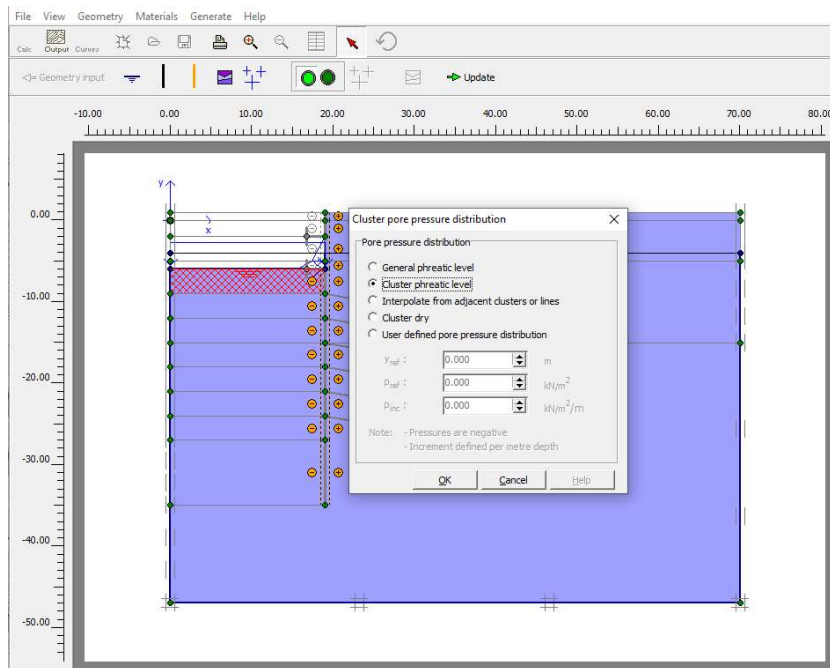 File View Geometry Materials Generate Help
Calc Output Curves
Geometry input Update
-10.00 0.00 10.00 20.00 30.00 40.00 50.00 60.00 70.00 80.00
y
0.00
x
-10.00
-20.00
-30.00
-40.00
-50.00
Cluster pore pressure distribution
Pore pressure distribution
General phreatic level
Cluster phreatic level
Interpolate from adjacent clusters or lines
Cluster dry
User defined pore pressure distribution
yref : 0.000 m
pref : 0.000 kN/m²
pinc : 0.000 kN/m²/m
Note: - Pressures are negative
- Increment defined per metre depth
OK Cancel Help